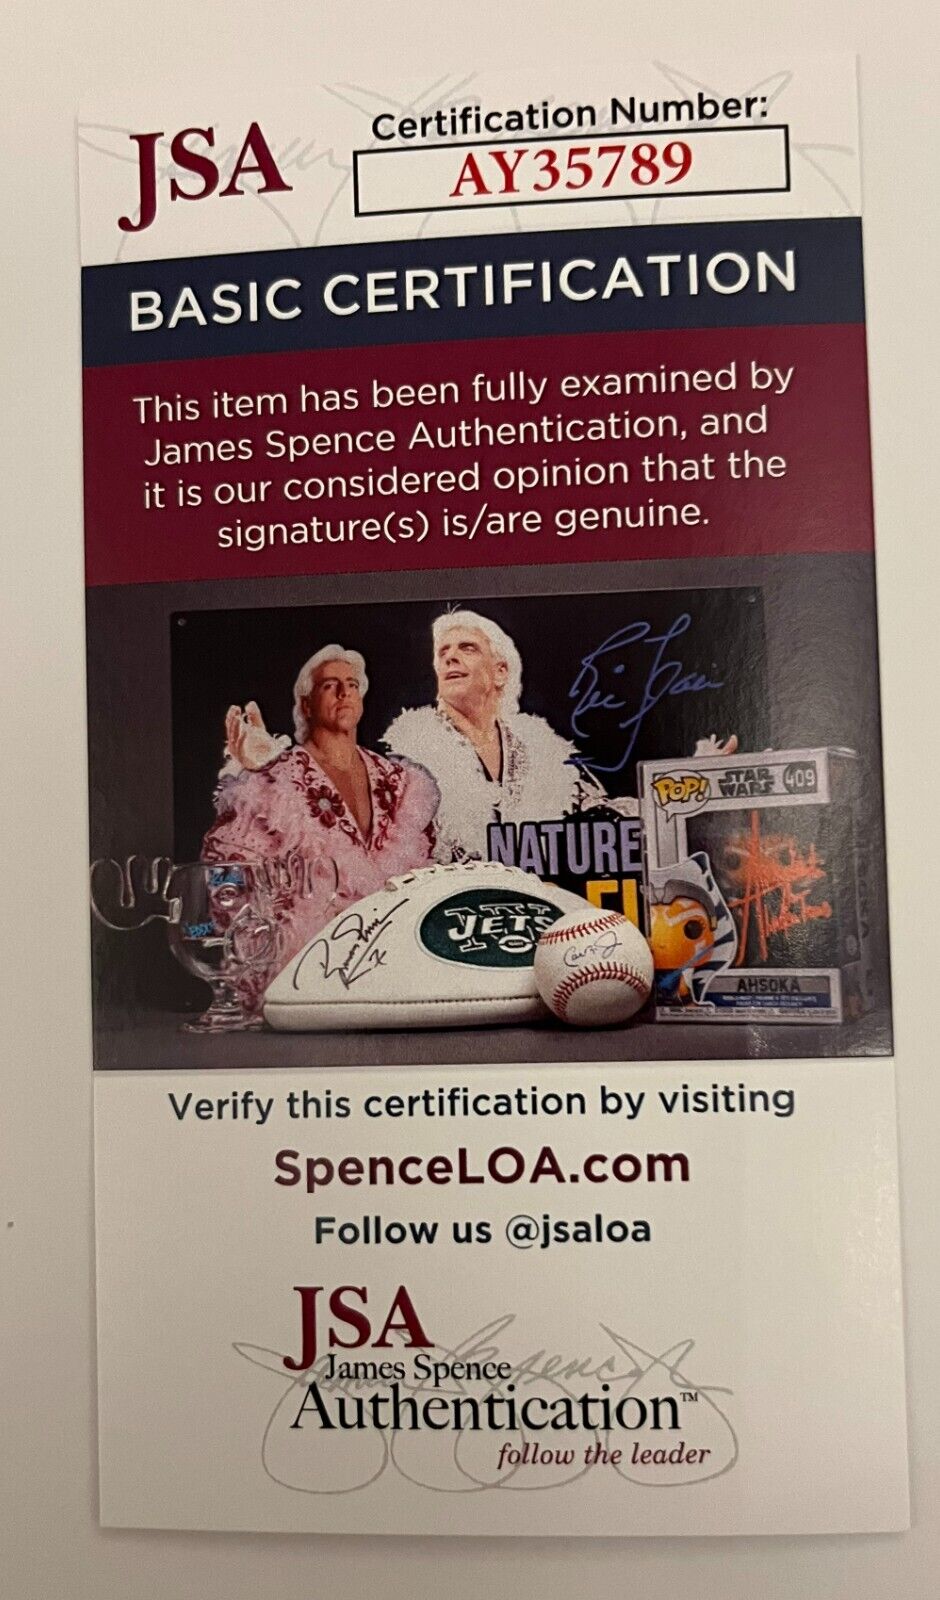 JSA
Certification Number:
AY35789
BASIC CERTIFICATION
This item has been fully examined by
James Spence Authentication, and
it is our considered opinion that the
signature(s) is/are genuine.
NATURE
JETS
POP!
STAR
WARS
409
AHSOKA
Verify this certification by visiting
SpenceLOA.com
Follow us @jsaloa
JSA
James Spence
Authentication™
follow the leader